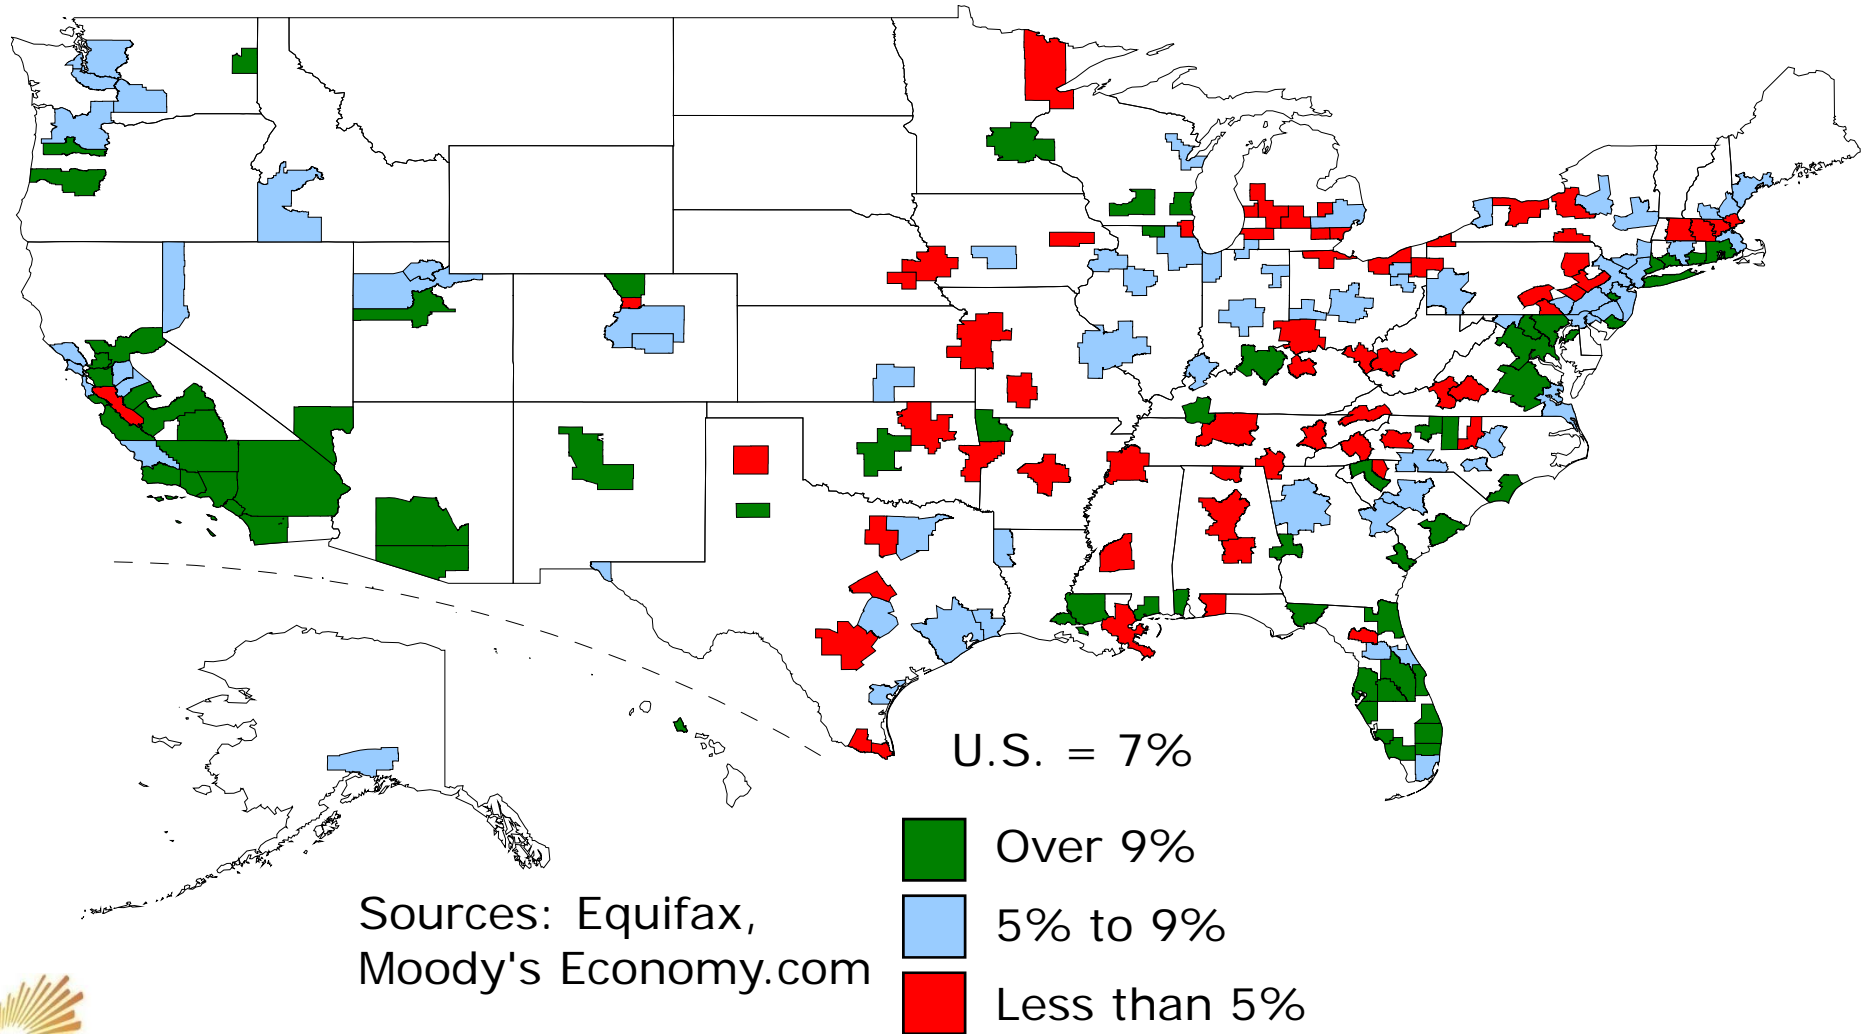 U.S. = 7%
Over 9%
5% to 9%
Less than 5%
Sources: Equifax,
Moody's Economy.com